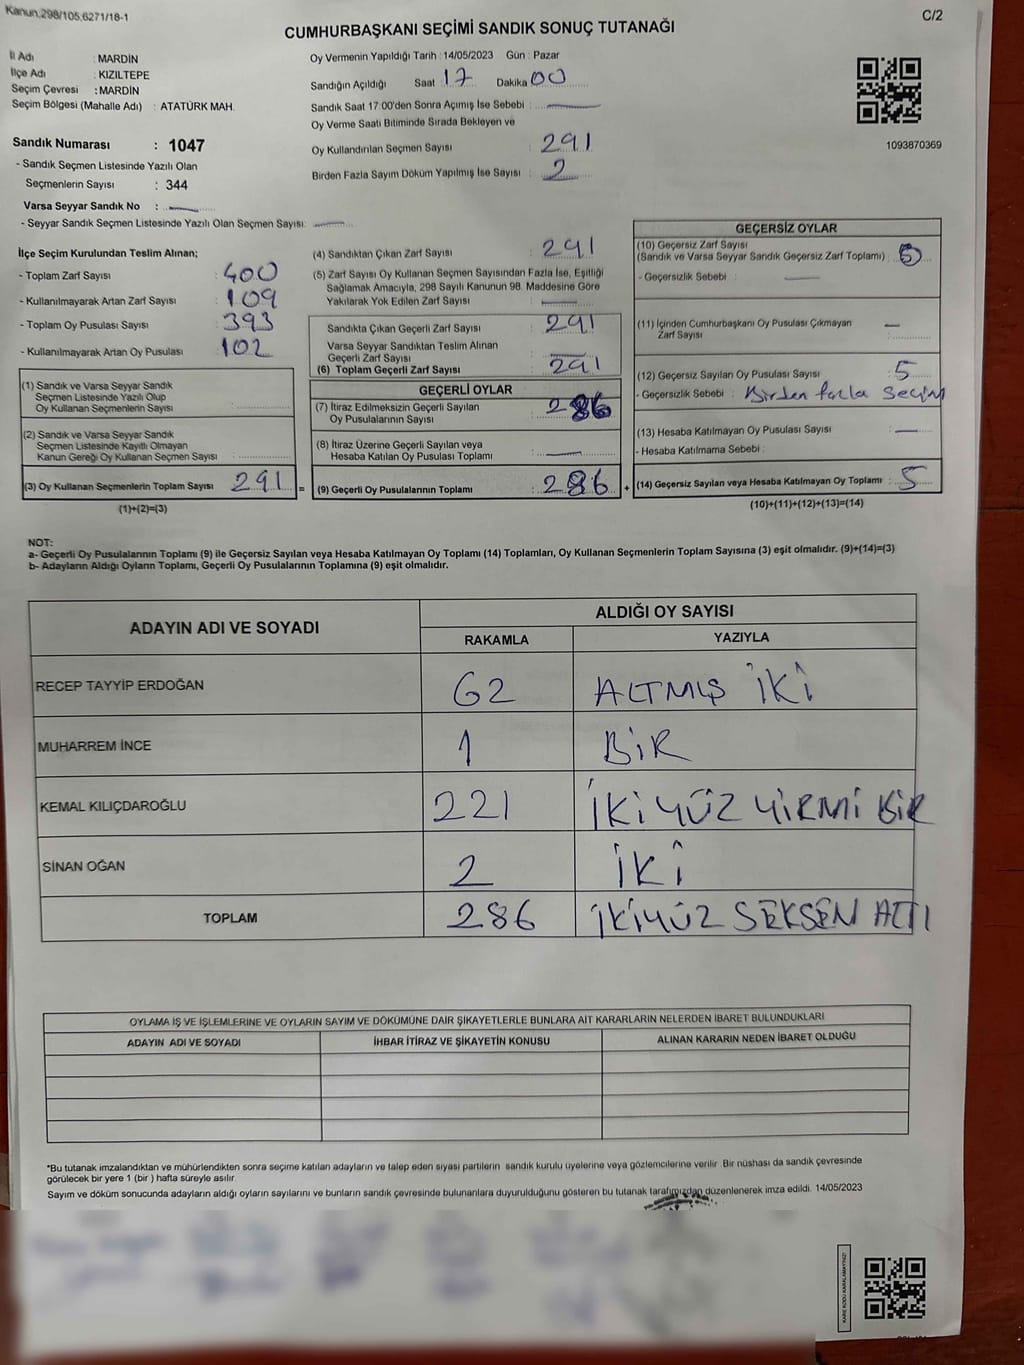 Kanun,298/105,6271/18-1
C/2
CUMHURBAŞKANI SEÇİMİ SANDIK SONUÇ TUTANAĞI
İl Adı : MARDİN
İlçe Adı : KIZILTEPE
Seçim Çevresi : MARDİN
Seçim Bölgesi (Mahalle Adı) : ATATÜRK MAH.
Sandık Numarası : 1047
- Sandık Seçmen Listesinde Yazılı Olan
Seçmenlerin Sayısı : 344
Varsa Seyyar Sandık No :
- Seyyar Sandık Seçmen Listesinde Yazılı Olan Seçmen Sayısı:
Oy Vermenin Yapıldığı Tarih : 14/05/2023 Gün : Pazar
Sandığın Açıldığı Saat 17 Dakika 00
Sandık Saat 17:00'den Sonra Açımış İse Sebebi :
Oy Verme Saati Bitiminde Sırada Bekleyen ve
Oy Kullandırılan Seçmen Sayısı : 291
Birden Fazla Sayım Döküm Yapılmış İse Sayısı : 2
1093870369
İlçe Seçim Kurulundan Teslim Alınan;
- Toplam Zarf Sayısı : 400
- Kullanılmayarak Artan Zarf Sayısı : 109
- Toplam Oy Pusulası Sayısı : 393
- Kullanılmayarak Artan Oy Pusulası : 102
(1) Sandık ve Varsa Seyyar Sandık
Seçmen Listesinde Yazılı Olup
Oy Kullanan Seçmenlerin Sayısı :
(2) Sandık ve Varsa Seyyar Sandık
Seçmen Listesinde Kayıtlı Olmayan
Kanun Gereği Oy Kullanan Seçmen Sayısı :
(3) Oy Kullanan Seçmenlerin Toplam Sayısı : 291 =
(1)+(2)=(3)
(4) Sandıktan Çıkan Zarf Sayısı : 291
(5) Zarf Sayısı Oy Kullanan Seçmen Sayısından Fazla İse, Eşitliği
Sağlamak Amacıyla, 298 Sayılı Kanunun 98. Maddesine Göre
Yakılarak Yok Edilen Zarf Sayısı :
Sandıkta Çıkan Geçerli Zarf Sayısı : 291
Varsa Seyyar Sandıktan Teslim Alınan
Geçerli Zarf Sayısı :
(6) Toplam Geçerli Zarf Sayısı : 291
GEÇERLİ OYLAR
(7) İtiraz Edilmeksizin Geçerli Sayılan
Oy Pusulalarının Sayısı : 286
(8) İtiraz Üzerine Geçerli Sayılan veya
Hesaba Katılan Oy Pusulası Toplamı :
(9) Geçerli Oy Pusulalarının Toplamı : 286 +
GEÇERSİZ OYLAR
(10) Geçersiz Zarf Sayısı
(Sandık ve Varsa Seyyar Sandık Geçersiz Zarf Toplamı) :
- Geçersizlik Sebebi :
(11) İçinden Cumhurbaşkanı Oy Pusulası Çıkmayan
Zarf Sayısı :
(12) Geçersiz Sayılan Oy Pusulası Sayısı : 5
- Geçersizlik Sebebi : Birden fazla seçim
(13) Hesaba Katılmayan Oy Pusulası Sayısı :
- Hesaba Katılmama Sebebi :
(14) Geçersiz Sayılan veya Hesaba Katılmayan Oy Toplamı : 5
(10)+(11)+(12)+(13)=(14)
NOT:
a- Geçerli Oy Pusulalarının Toplamı (9) ile Geçersiz Sayılan veya Hesaba Katılmayan Oy Toplamı (14) Toplamları, Oy Kullanan Seçmenlerin Toplam Sayısına (3) eşit olmalıdır. (9)+(14)=(3)
b- Adayların Aldığı Oyların Toplamı, Geçerli Oy Pusulalarının Toplamına (9) eşit olmalıdır.
ADAYIN ADI VE SOYADI ALDIĞI OY SAYISI
RAKAMLA YAZIYLA
RECEP TAYYİP ERDOĞAN 62 ALTMIŞ İKİ
MUHARREM İNCE 1 BİR
KEMAL KILIÇDAROĞLU 221 İKİYÜZ YİRMİ BİR
SİNAN OĞAN 2 İKİ
TOPLAM 286 İKİYÜZ SEKSEN ALTI
OYLAMA İŞ VE İŞLEMLERİNE VE OYLARIN SAYIM VE DÖKÜMÜNE DAİR ŞİKAYETLERLE BUNLARA AİT KARARLARIN NELERDEN İBARET BULUNDUKLARI
ADAYIN ADI VE SOYADI İHBAR İTİRAZ VE ŞİKAYETİN KONUSU ALINAN KARARIN NEDEN İBARET OLDUĞU
*Bu tutanak imzalandıktan ve mühürlendikten sonra seçime katılan adayların ve talep eden siyasi partilerin sandık kurulu üyelerine veya gözlemcilerine verilir. Bir nüshası da sandık çevresinde
görülecek bir yere 1 (bir ) hafta süreyle asılır.
Sayım ve döküm sonucunda adayların aldığı oyların sayılarını ve bunların sandık çevresinde bulunanlara duyurulduğunu gösteren bu tutanak tarafımızdan düzenlenerek imza edildi. 14/05/2023
KARE KODU KARALAMAYINIZ!